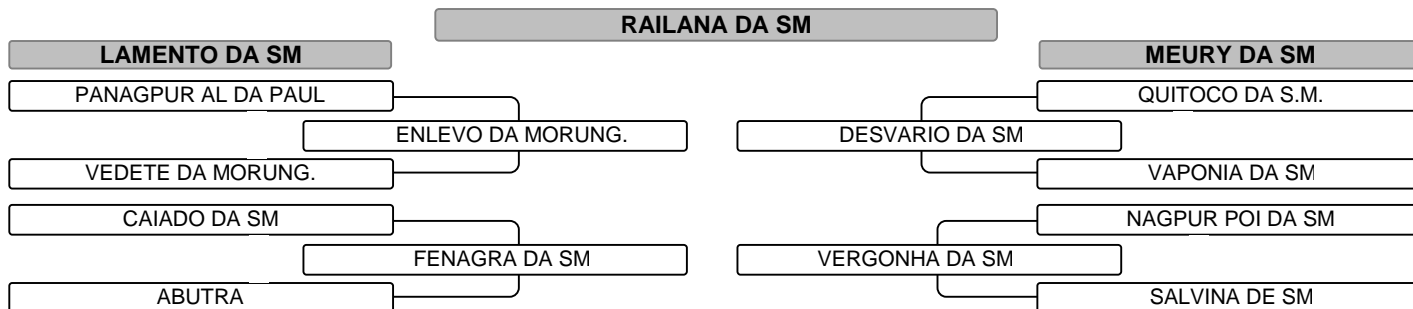 RAILANA DA SM
LAMENTO DA SM
MEURY DA SM
PANAGPUR AL DA PAUL
QUITOCO DA S.M.
ENLEVO DA MORUNG.
DESVARIO DA SM
VEDETE DA MORUNG.
VAPONIA DA SM
CAIADO DA SM
NAGPUR POI DA SM
FENAGRA DA SM
VERGONHA DA SM
ABUTRA
SALVINA DE SM